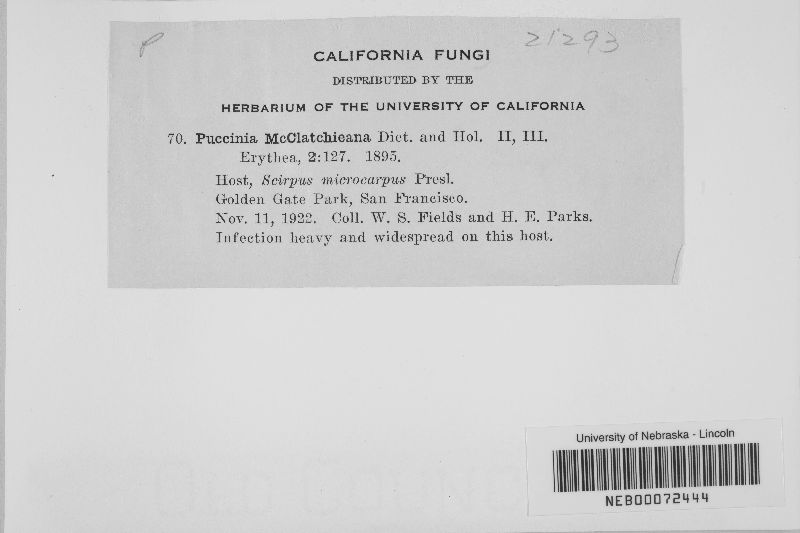 P
21293
CALIFORNIA FUNGI
DISTRIBUTED BY THE
HERBARIUM OF THE UNIVERSITY OF CALIFORNIA
70. Puccinia McClatchieana Diet. and Hol. II, III.
Erythea, 2:127. 1895.
Host, Scirpus microcarpus Presl.
Golden Gate Park, San Francisco.
Nov. 11, 1922. Coll. W. S. Fields and H. E. Parks.
Infection heavy and widespread on this host.
University of Nebraska - Lincoln
NEB00072444